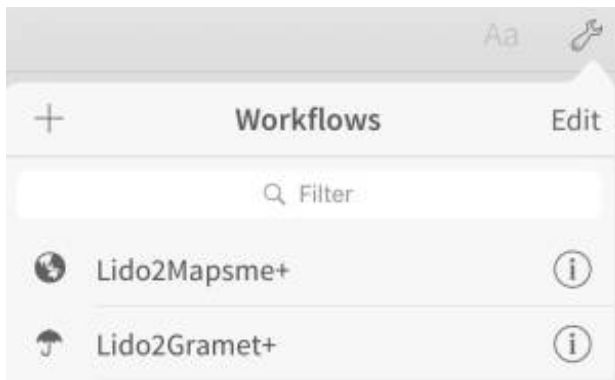 Aa
+ Workflows Edit
Filter
Lido2Mapsme+
Lido2Gramet+